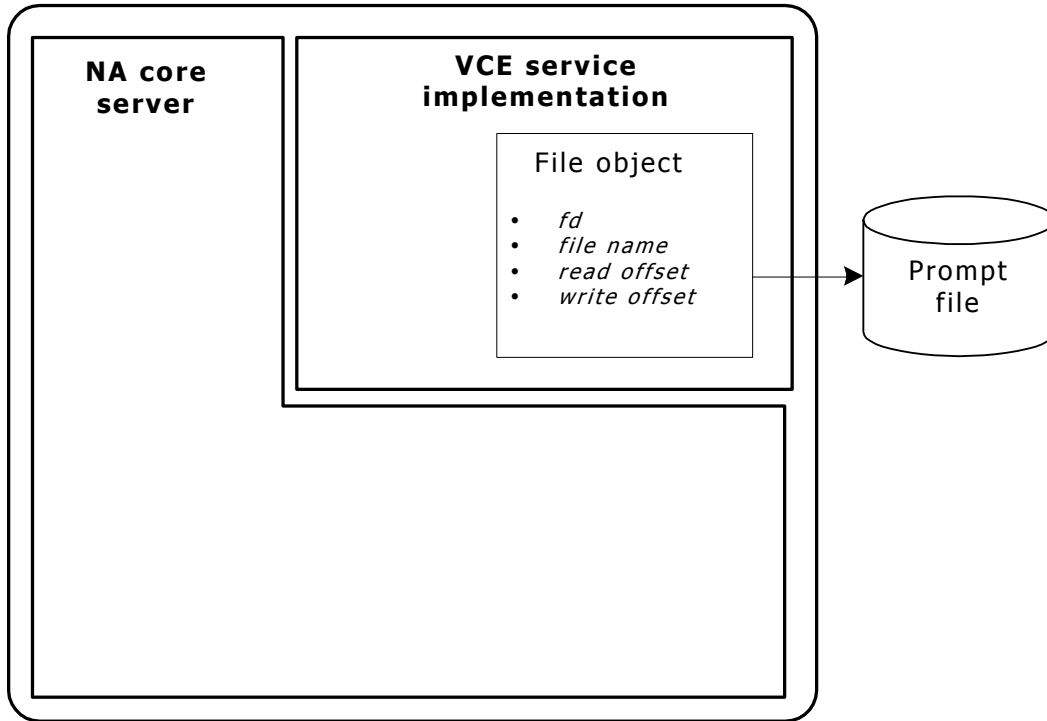 NA core
server
VCE service
implementation
File object
• fd
• file name
• read offset
• write offset
Prompt
file